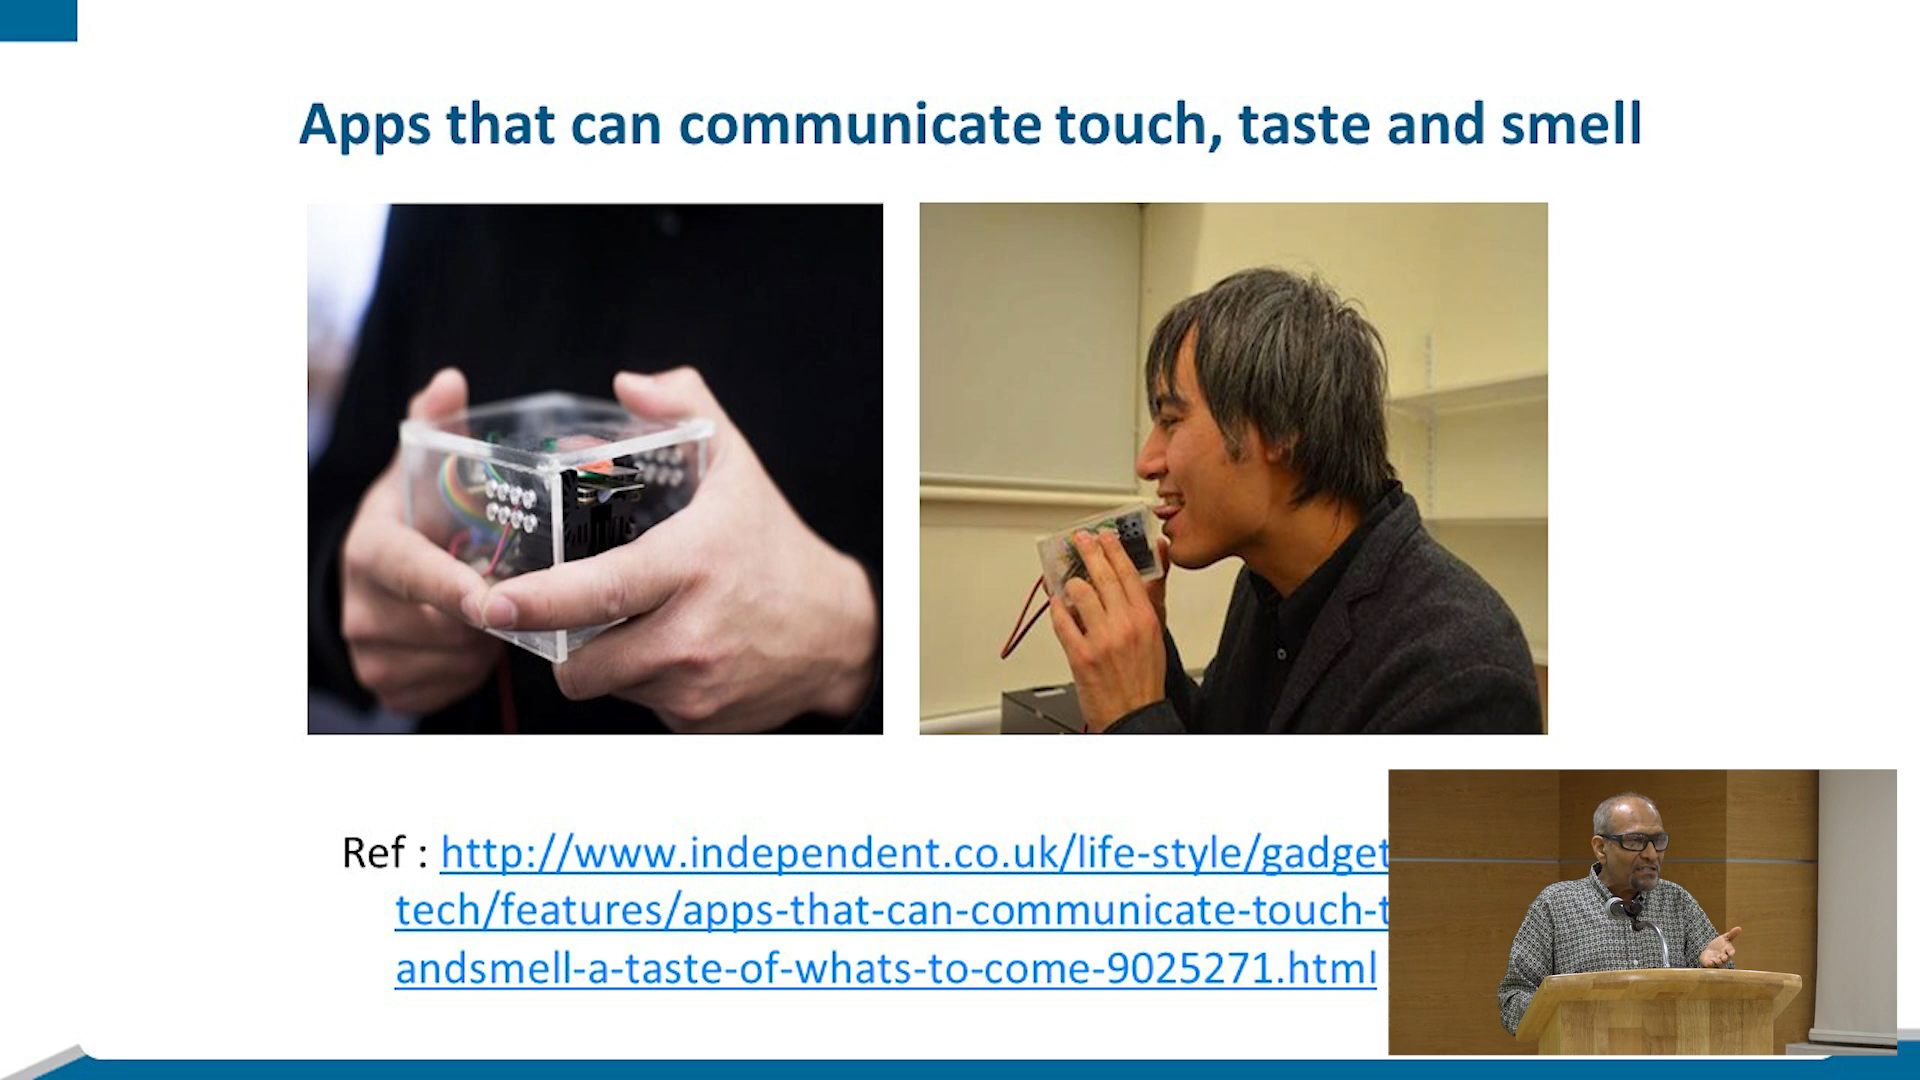 Apps that can communicate touch, taste and smell
Ref : http://www.independent.co.uk/life-style/gadget
tech/features/apps-that-can-communicate-touch-t
andsmell-a-taste-of-whats-to-come-9025271.html